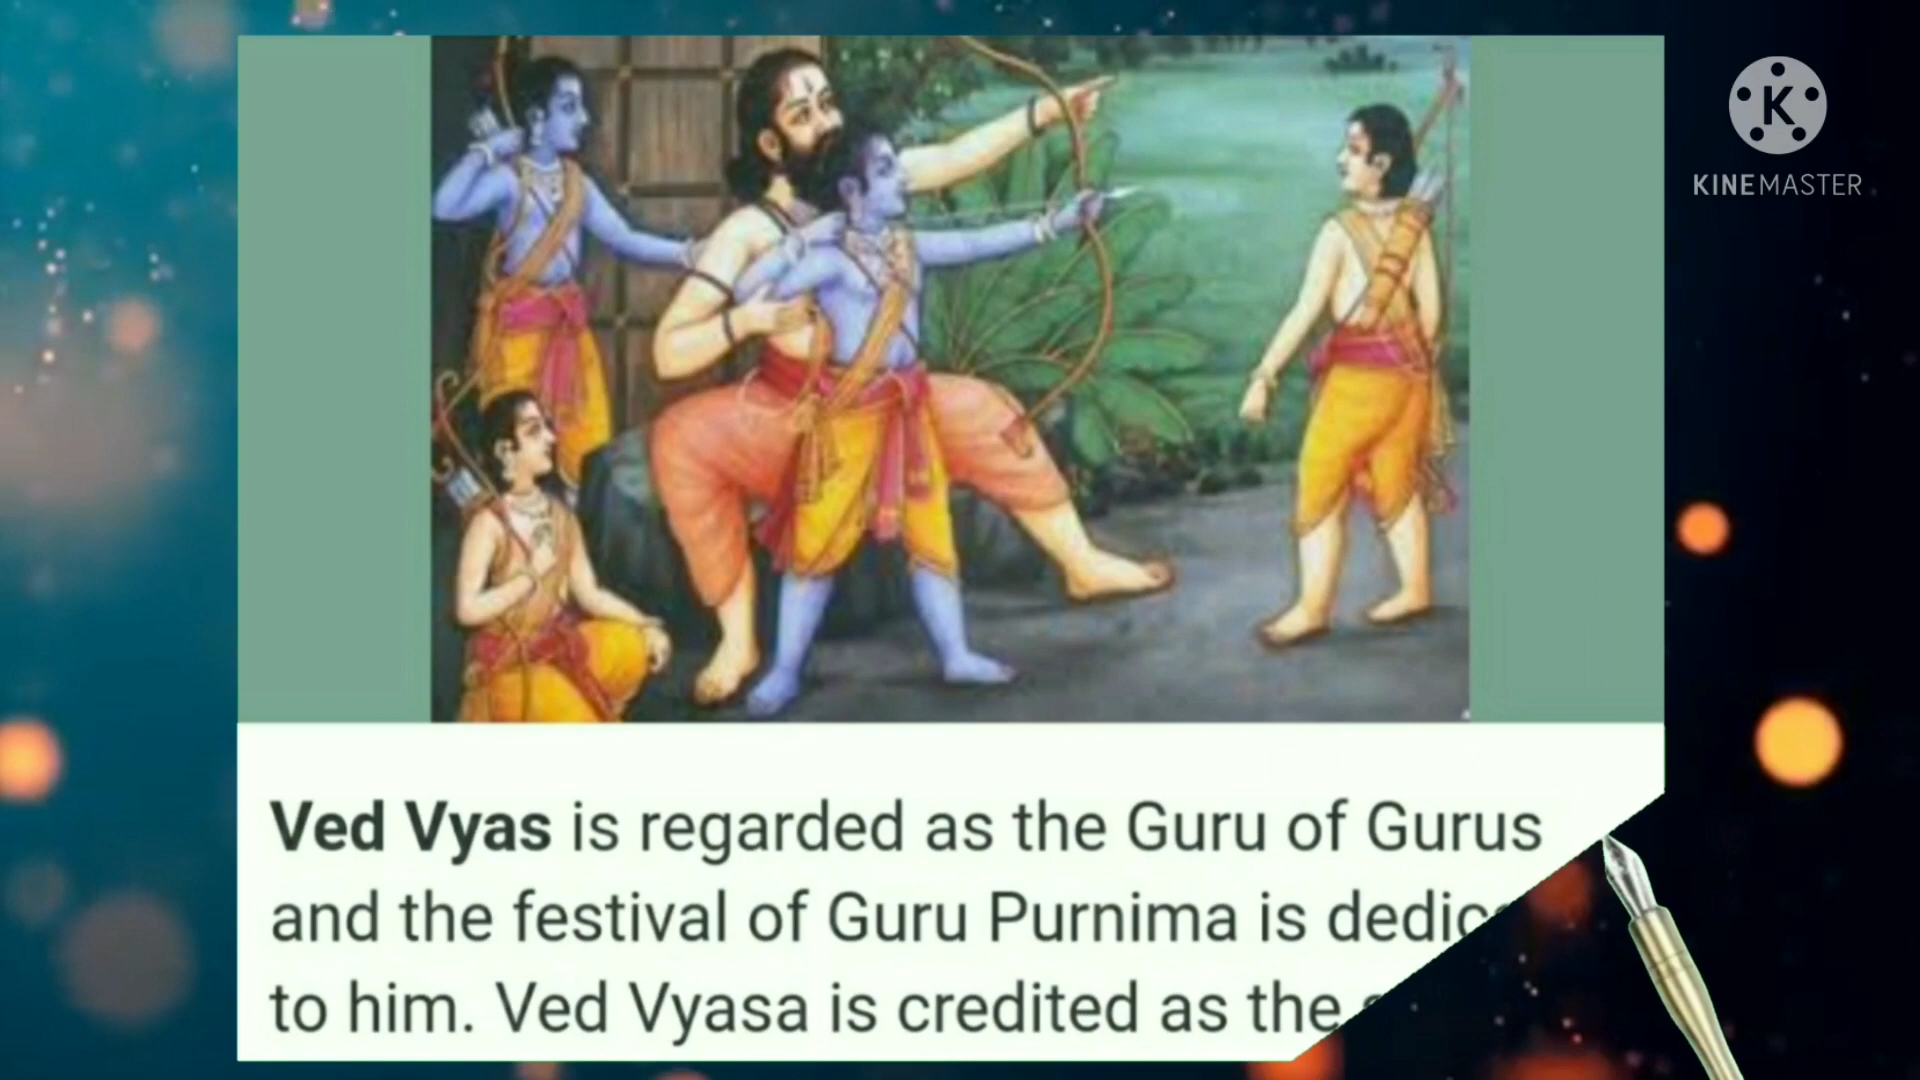 K
KINEMASTER
Ved Vyas is regarded as the Guru of Gurus
and the festival of Guru Purnima is
to him. Ved Vyasa is credited as the